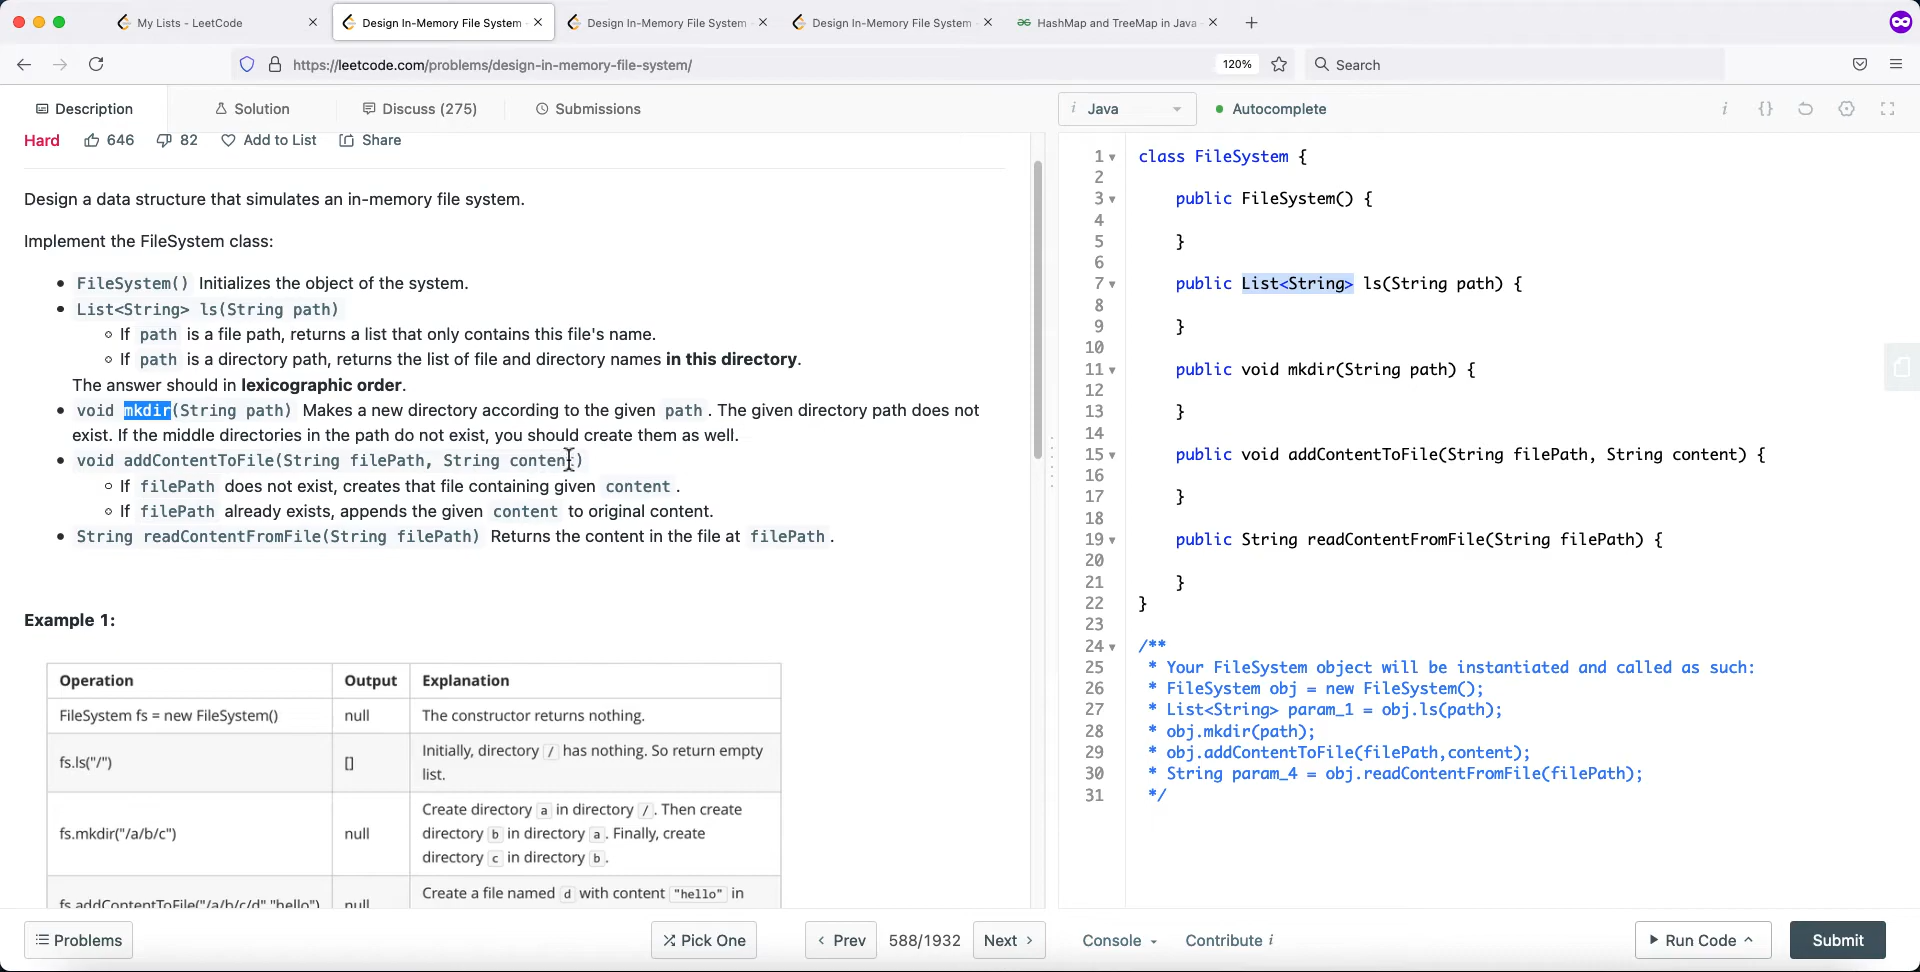 My Lists - LeetCode
Design In-Memory File System
Design In-Memory File System
Design In-Memory File System
HashMap and TreeMap in Java
https://leetcode.com/problems/design-in-memory-file-system/
120%
Search
Description
Solution
Discuss (275)
Submissions
Hard
646
82
Add to List
Share
Design a data structure that simulates an in-memory file system.
Implement the FileSystem class:
• FileSystem() Initializes the object of the system.
• List<String> ls(String path)
○ If path is a file path, returns a list that only contains this file's name.
○ If path is a directory path, returns the list of file and directory names in this directory.
The answer should in lexicographic order.
• void mkdir(String path) Makes a new directory according to the given path. The given directory path does not
exist. If the middle directories in the path do not exist, you should create them as well.
• void addContentToFile(String filePath, String content)
○ If filePath does not exist, creates that file containing given content.
○ If filePath already exists, appends the given content to original content.
• String readContentFromFile(String filePath) Returns the content in the file at filePath.
Example 1:
Operation Output Explanation
FileSystem fs = new FileSystem() null The constructor returns nothing.
fs.ls("/") [] Initially, directory / has nothing. So return empty
list.
fs.mkdir("/a/b/c") null Create directory a in directory /. Then create
directory b in directory a. Finally, create
directory c in directory b.
fs.addContentToFile("/a/b/c/d","hello") null Create a file named d with content "hello" in
Problems
Pick One
Prev
588/1932
Next
i Java
Autocomplete
i {}
1 class FileSystem {
2
3 public FileSystem() {
4
5 }
6
7 public List<String> ls(String path) {
8
9 }
10
11 public void mkdir(String path) {
12
13 }
14
15 public void addContentToFile(String filePath, String content) {
16
17 }
18
19 public String readContentFromFile(String filePath) {
20
21 }
22 }
23
24 /**
25 * Your FileSystem object will be instantiated and called as such:
26 * FileSystem obj = new FileSystem();
27 * List<String> param_1 = obj.ls(path);
28 * obj.mkdir(path);
29 * obj.addContentToFile(filePath,content);
30 * String param_4 = obj.readContentFromFile(filePath);
31 */
Console
Contribute i
Run Code
Submit